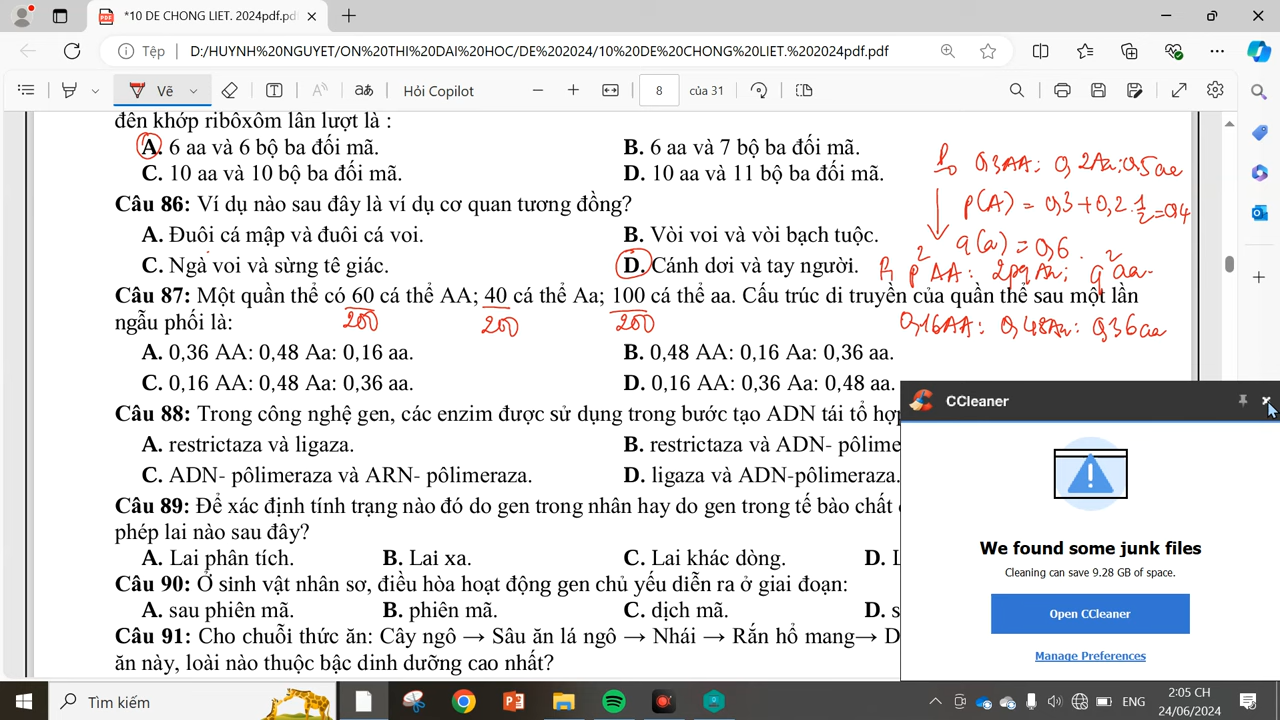 *10 DE CHONG LIET. 2024pdf.pdf
Tệp
D:/HUYNH%20NGUYET/ON%20THI%20DAI%20HOC/DE%202024/10%20DE%20CHONG%20LIET.%202024pdf.pdf
Vẽ
Hỏi Copilot
8
của 31
đến khớp ribôxôm lần lượt là :
A. 6 aa và 6 bộ ba đối mã. B. 6 aa và 7 bộ ba đối mã.
C. 10 aa và 10 bộ ba đối mã. D. 10 aa và 11 bộ ba đối mã.
Câu 86: Ví dụ nào sau đây là ví dụ cơ quan tương đồng?
A. Đuôi cá mập và đuôi cá voi. B. Vòi voi và vòi bạch tuộc.
C. Ngà voi và sừng tê giác. D. Cánh dơi và tay người.
Câu 87: Một quần thể có 60 cá thể AA; 40 cá thể Aa; 100 cá thể aa. Cấu trúc di truyền của quần thể sau một lần
200 200 200
ngẫu phối là:
A. 0,36 AA: 0,48 Aa: 0,16 aa. B. 0,48 AA: 0,16 Aa: 0,36 aa.
C. 0,16 AA: 0,48 Aa: 0,36 aa. D. 0,16 AA: 0,36 Aa: 0,48 aa.
P0 0,3AA: 0,2Aa: 0,5aa
p(A) = 0,3 + 0,2.1/2 = 0,4
q(a) = 0,6.
P1 p² AA: 2pq Aa: q² aa
0,16AA: 0,48Aa: 0,36aa
Câu 88: Trong công nghệ gen, các enzim được sử dụng trong bước tạo ADN tái tổ hợp
A. restrictaza và ligaza. B. restrictaza và ADN- pôlime
C. ADN- pôlimeraza và ARN- pôlimeraza. D. ligaza và ADN-pôlimeraza.
Câu 89: Để xác định tính trạng nào đó do gen trong nhân hay do gen trong tế bào chất
phép lai nào sau đây?
A. Lai phân tích. B. Lai xa. C. Lai khác dòng. D. L
Câu 90: Ở sinh vật nhân sơ, điều hòa hoạt động gen chủ yếu diễn ra ở giai đoạn:
A. sau phiên mã. B. phiên mã. C. dịch mã. D. s
Câu 91: Cho chuỗi thức ăn: Cây ngô → Sâu ăn lá ngô → Nhái → Rắn hổ mang→ D
ăn này, loài nào thuộc bậc dinh dưỡng cao nhất?
CCleaner
We found some junk files
Cleaning can save 9.28 GB of space.
Open CCleaner
Manage Preferences
Tìm kiếm
ENG
2:05 CH
24/06/2024